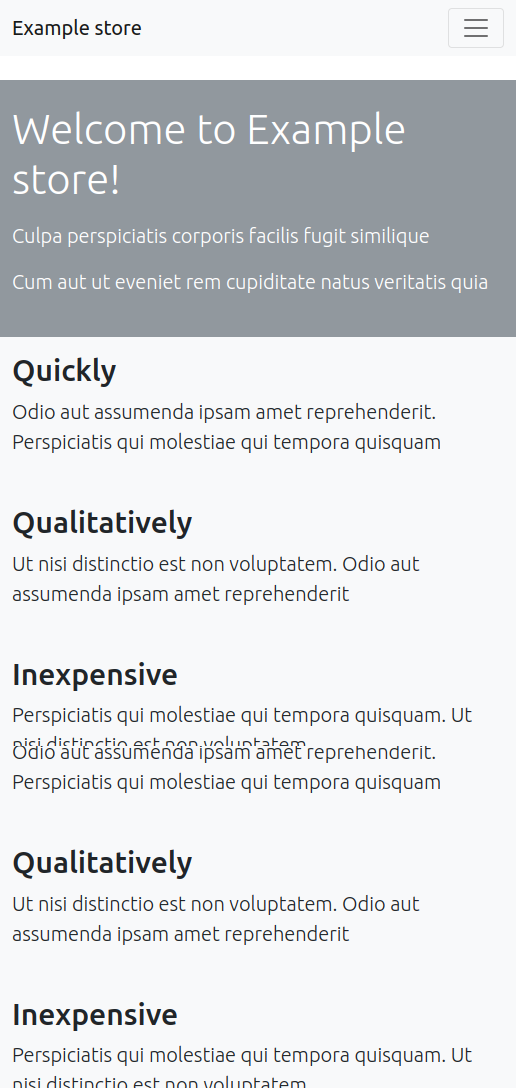 Example store
Welcome to Example
store!
Culpa perspiciatis corporis facilis fugit similique
Cum aut ut eveniet rem cupiditate natus veritatis quia
Quickly
Odio aut assumenda ipsam amet reprehenderit.
Perspiciatis qui molestiae qui tempora quisquam
Qualitatively
Ut nisi distinctio est non voluptatem. Odio aut
assumenda ipsam amet reprehenderit
Inexpensive
Perspiciatis qui molestiae qui tempora quisquam. Ut
nisi distinctio est non voluptatem
Odio aut assumenda ipsam amet reprehenderit.
Perspiciatis qui molestiae qui tempora quisquam
Qualitatively
Ut nisi distinctio est non voluptatem. Odio aut
assumenda ipsam amet reprehenderit
Inexpensive
Perspiciatis qui molestiae qui tempora quisquam. Ut
nisi distinctio est non voluptatem